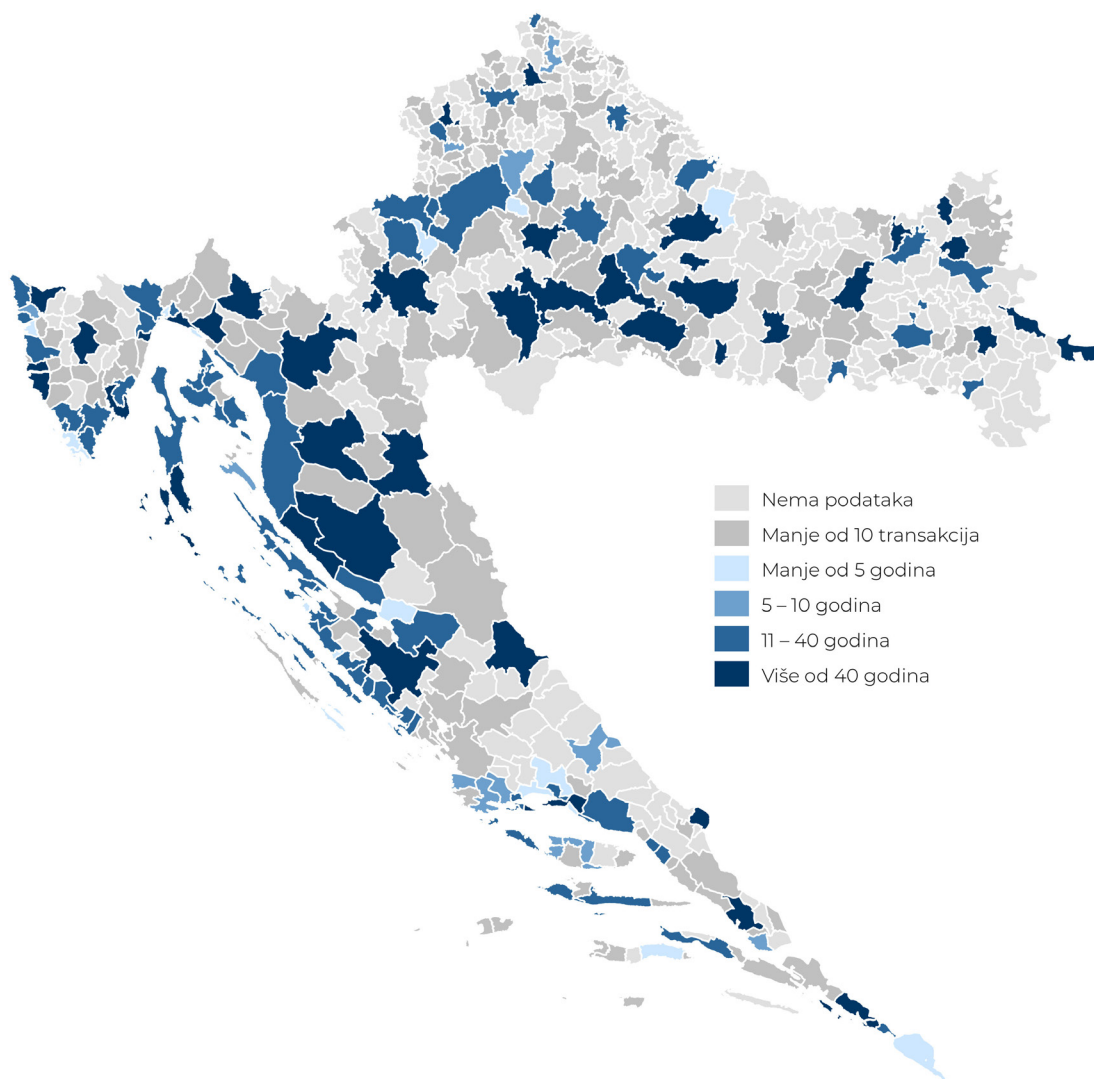 Nema podataka
Manje od 10 transakcija
Manje od 5 godina
5 – 10 godina
11 – 40 godina
Više od 40 godina